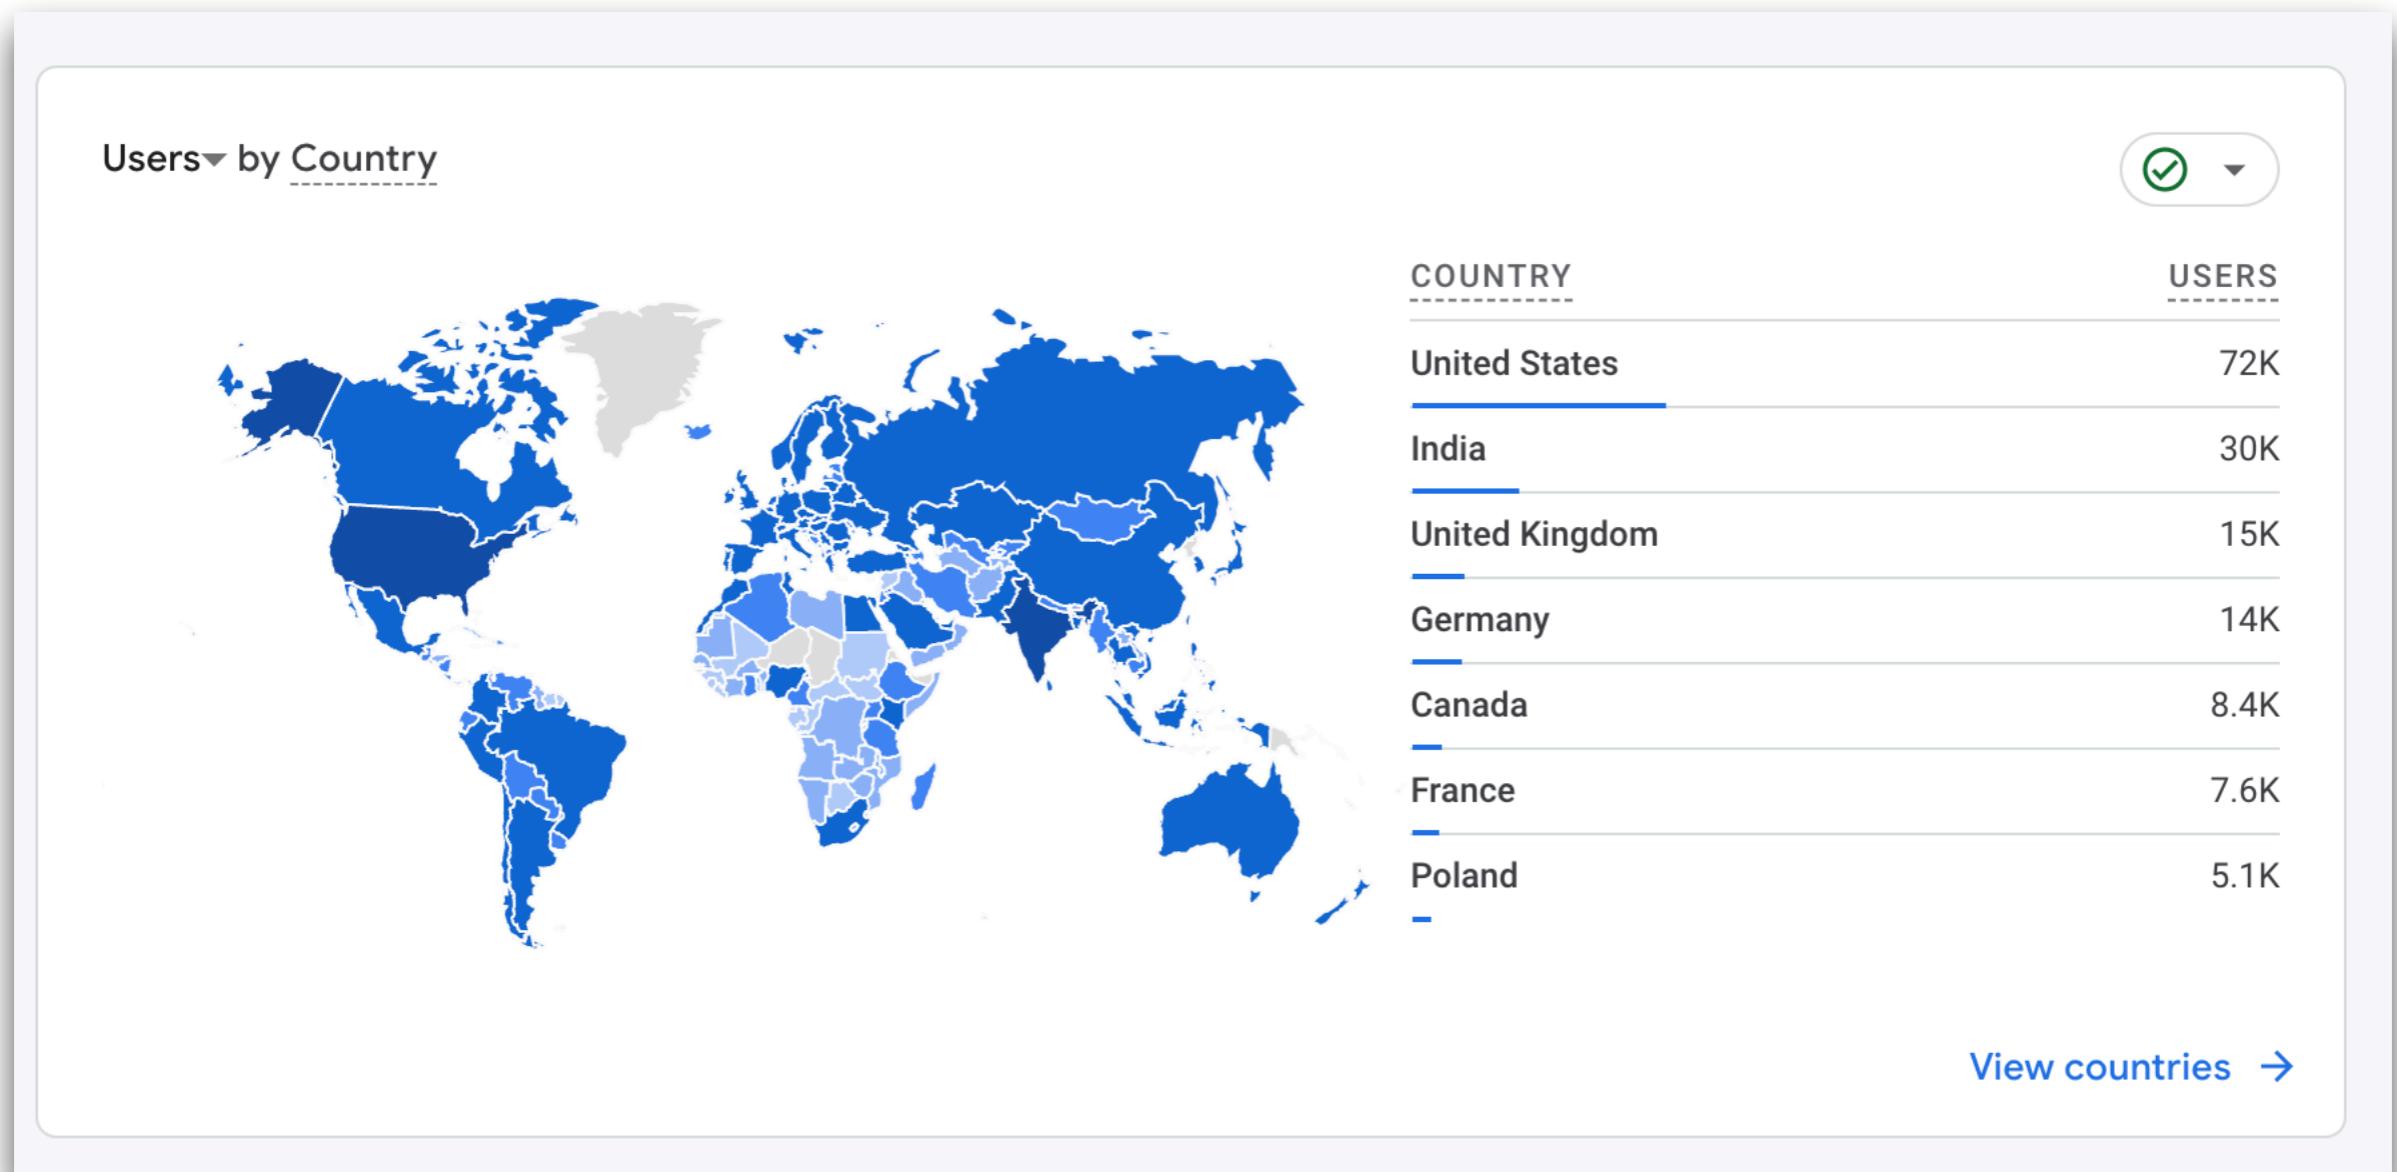 Users by Country
COUNTRY USERS
United States 72K
India 30K
United Kingdom 15K
Germany 14K
Canada 8.4K
France 7.6K
Poland 5.1K
View countries